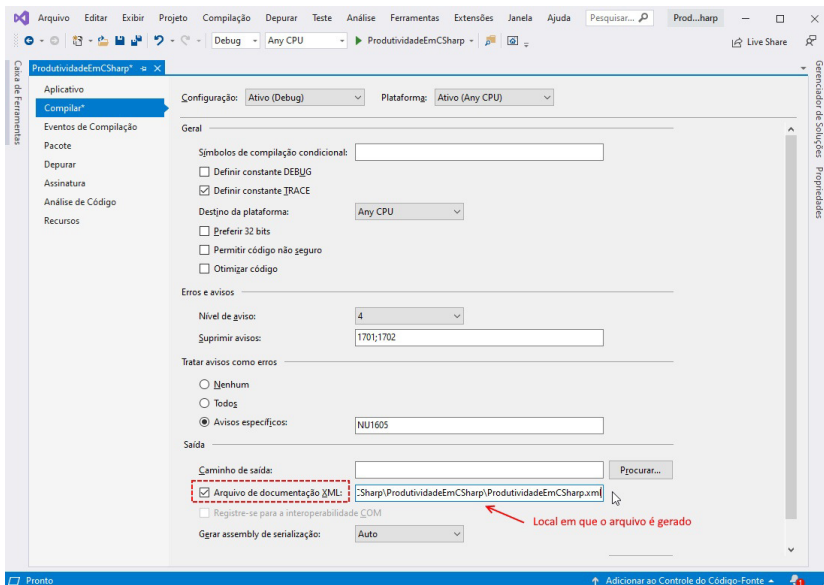 Arquivo Editar Exibir Projeto Compilação Depurar Teste Análise Ferramentas Extensões Janela Ajuda Pesquisar... Prod...harp
Debug Any CPU ProdutividadeEmCSharp Live Share
Caixa de Ferramentas
ProdutividadeEmCSharp*
Aplicativo
Compilar*
Eventos de Compilação
Pacote
Depurar
Assinatura
Análise de Código
Recursos
Configuração: Ativo (Debug) Plataforma: Ativo (Any CPU)
Geral
Símbolos de compilação condicional:
Definir constante DEBUG
Definir constante TRACE
Destino da plataforma: Any CPU
Preferir 32 bits
Permitir código não seguro
Otimizar código
Erros e avisos
Nível de aviso: 4
Suprimir avisos: 1701;1702
Tratar avisos como erros
Nenhum
Todos
Avisos específicos: NU1605
Saída
Caminho de saída: Procurar...
Arquivo de documentação XML: CSharp\ProdutividadeEmCSharp\ProdutividadeEmCSharp.xml
Registre-se para a interoperabilidade COM
Local em que o arquivo é gerado
Gerar assembly de serialização: Auto
Gerenciador de Soluções
Propriedades
Pronto Adicionar ao Controle do Código-Fonte 1